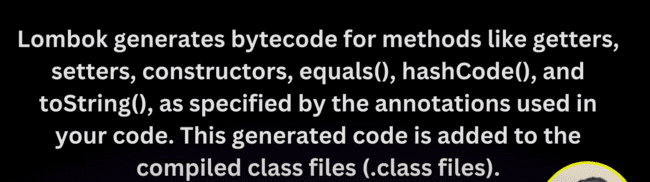 Lombok generates bytecode for methods like getters,
setters, constructors, equals(), hashCode(), and
toString(), as specified by the annotations used in
your code. This generated code is added to the
compiled class files (.class files).